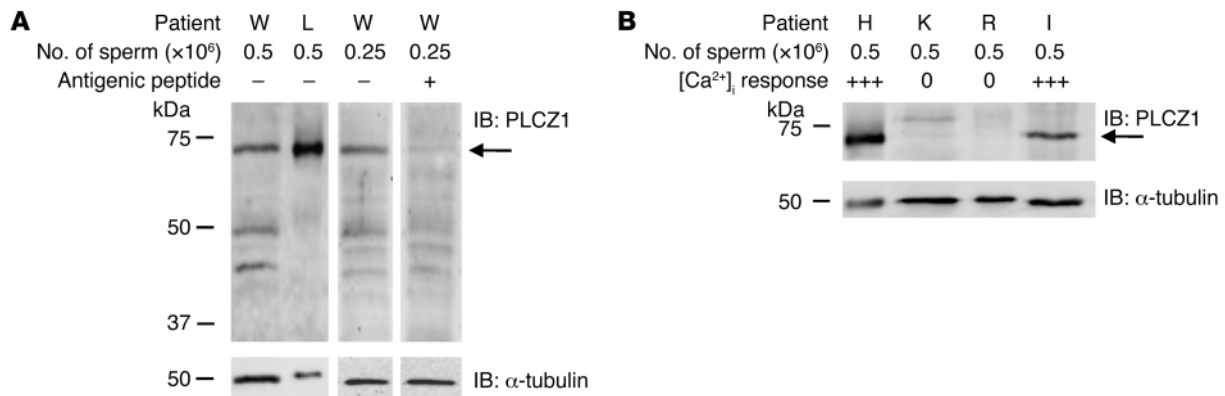 A
Patient W L W W
No. of sperm (×10⁶) 0.5 0.5 0.25 0.25
Antigenic peptide – – – +
kDa
IB: PLCZ1
75
50
37
50
IB: α-tubulin
B
Patient H K R I
No. of sperm (×10⁶) 0.5 0.5 0.5 0.5
[Ca²⁺]ᵢ response +++ 0 0 +++
kDa
IB: PLCZ1
75
50
IB: α-tubulin